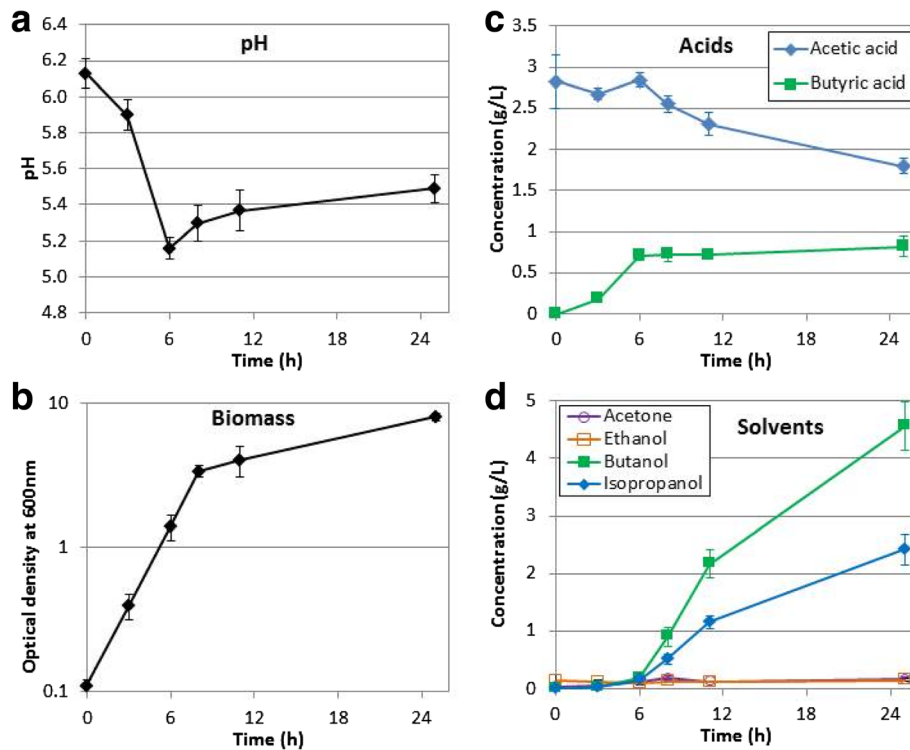 a
pH
6.4
6.2
6.0
5.8
5.6
5.4
5.2
5.0
4.8
pH
0 6 12 18 24
Time (h)
b
Biomass
10
1
0.1
Optical density at 600nm
0 6 12 18 24
Time (h)
c
Acids
Acetic acid
Butyric acid
3.5
3
2.5
2
1.5
1
0.5
0
Concentration (g/L)
0 6 12 18 24
Time (h)
d
Solvents
Acetone
Ethanol
Butanol
Isopropanol
5
4
3
2
1
0
Concentration (g/L)
0 6 12 18 24
Time (h)